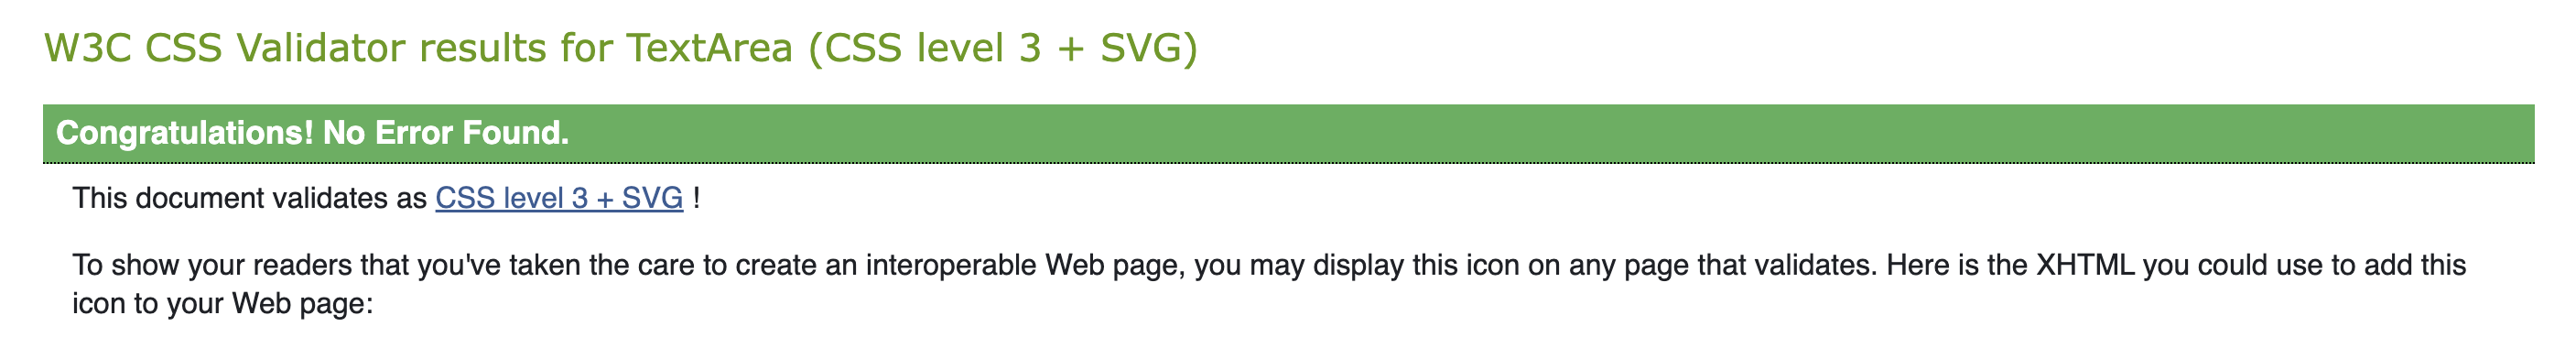 W3C CSS Validator results for TextArea (CSS level 3 + SVG)
Congratulations! No Error Found.
This document validates as CSS level 3 + SVG !
To show your readers that you've taken the care to create an interoperable Web page, you may display this icon on any page that validates. Here is the XHTML you could use to add this
icon to your Web page: